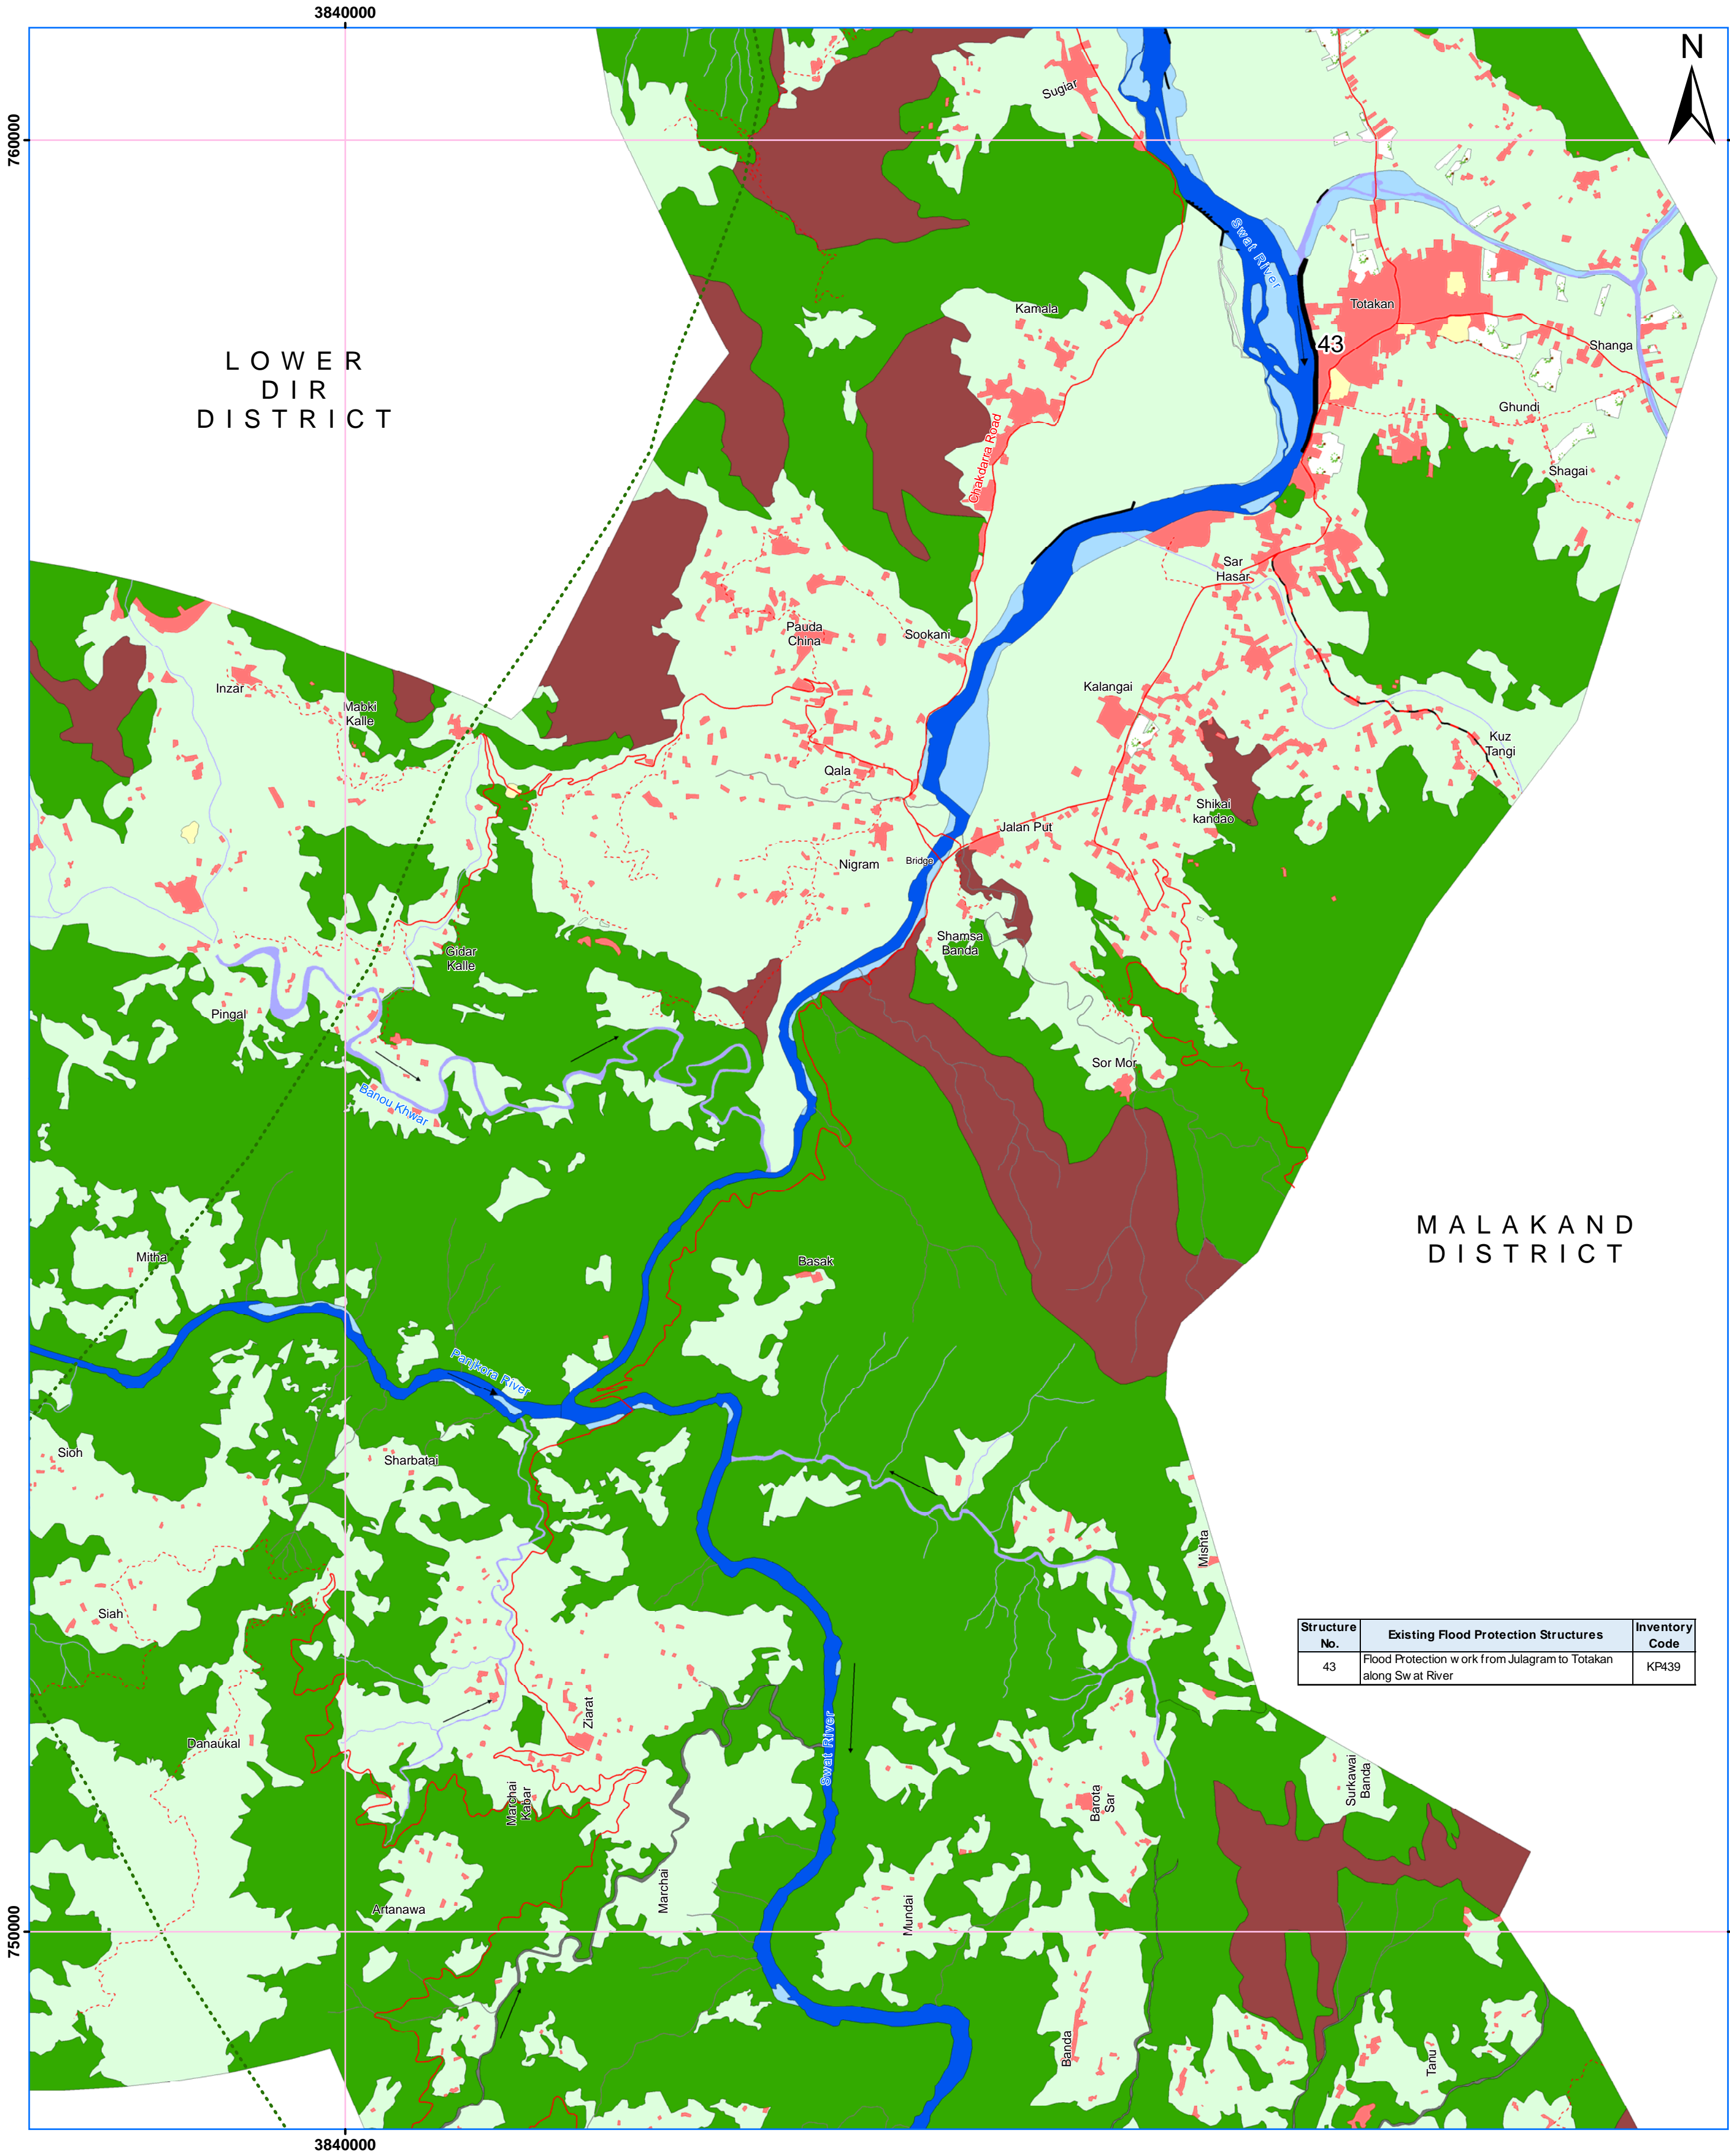 3840000
N
760000
Sugiar
Swat River
Kamala
Totakan
43
Shanga
LOWER
DIR
DISTRICT
Ghundi
Chakdarra Road
Shagai
Sar
Hasar
Pauda
China
Sookani
Inzar
Mabki
Kalle
Kalangai
Kuz
Tangi
Qala
Shikai
kandao
Jalan Put
Nigram
Bridge
Shamsa
Banda
Gidar
Kalle
Pingal
Sor Mor
Banou Khwar
MALAKAND
DISTRICT
Mitha
Basak
Panjkora River
Sioh
Sharbatai
Mishta
Siah
Structure
No.
Existing Flood Protection Structures
Inventory
Code
43
Flood Protection work from Julagram to Totakan
along Swat River
KP439
Ziarat
Danaukal
Swat River
Surkawai
Banda
Marchai
Kabar
Barota
Sar
Marchai
Artanawa
Mundai
750000
Banda
Tanu
3840000